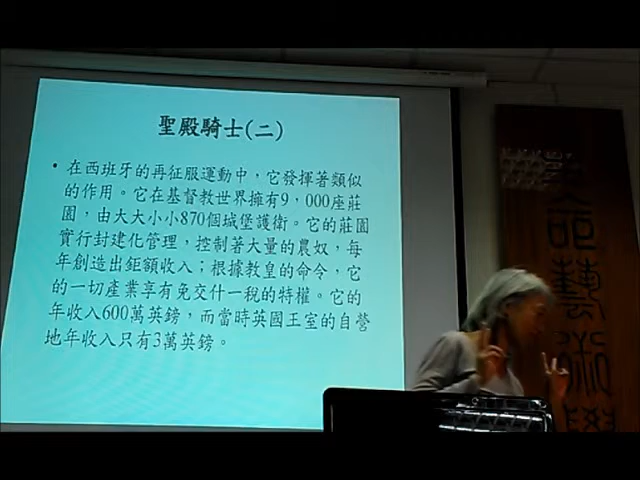 聖殿騎士(二)
• 在西班牙的再征服運動中，它發揮著類似
的作用。它在基督教世界擁有9，000座莊
園，由大大小小870個城堡護衛。它的莊園
實行封建化管理，控制著大量的農奴，每
年創造出鉅額收入；根據教皇的命令，它
的一切產業享有免交什一稅的特權。它的
年收入600萬英鎊，而當時英國王室的自營
地年收入只有3萬英鎊。
命
藝
術
學